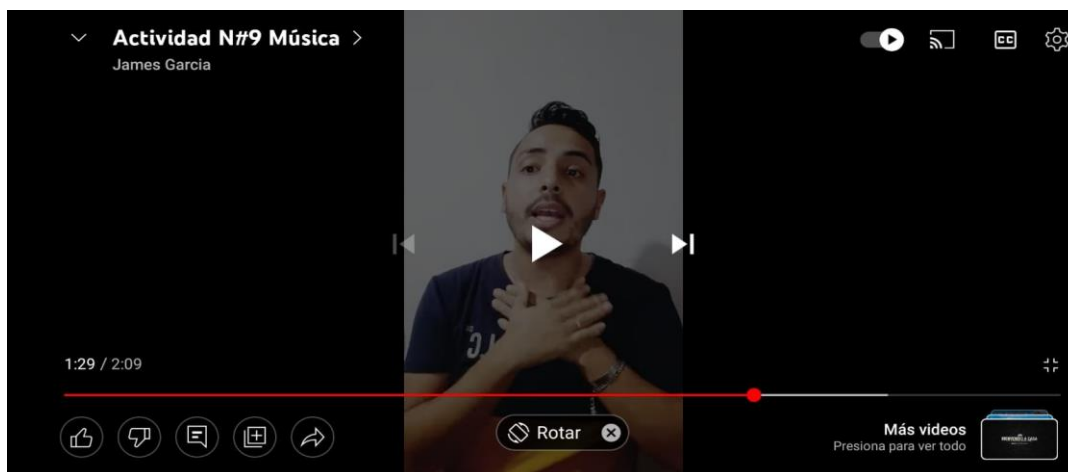 Actividad N#9 Música
James Garcia
1:29 / 2:09
Rotar
Más videos
Presiona para ver todo